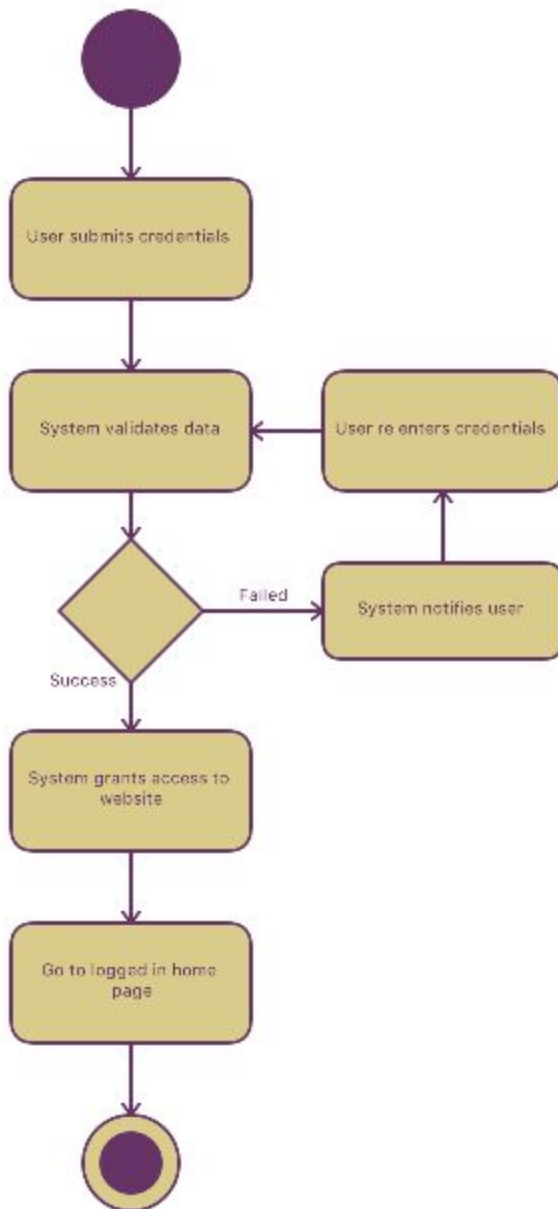 User submits credentials
System validates data
User re enters credentials
Failed
System notifies user
Success
System grants access to
website
Go to logged in home
page